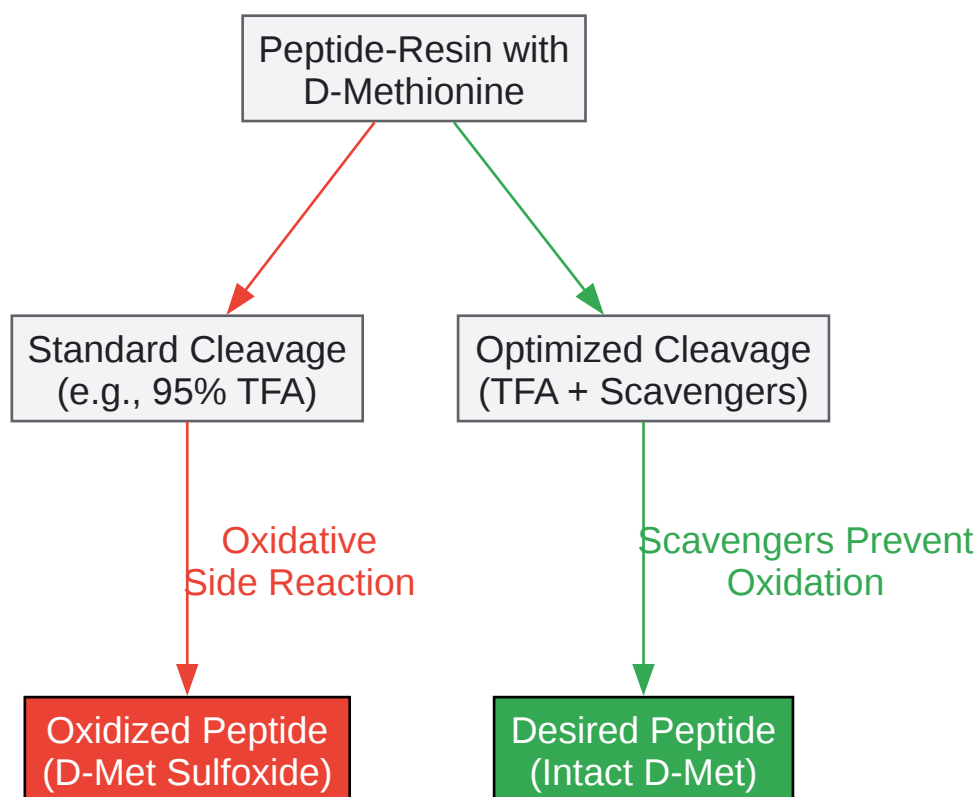 Peptide-Resin with
D-Methionine
Standard Cleavage
(e.g., 95% TFA)
Optimized Cleavage
(TFA + Scavengers)
Oxidative
Side Reaction
Scavengers Prevent
Oxidation
Oxidized Peptide
(D-Met Sulfoxide)
Desired Peptide
(Intact D-Met)